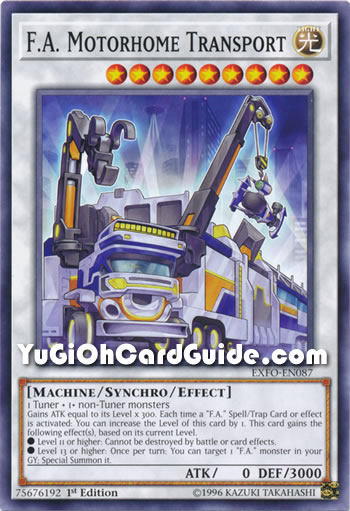 F.A. MOTORHOME TRANSPORT
LIGHT
光
YuGiOhCardGuide.com
EXFO-EN087
[MACHINE/SYNCHRO/EFFECT]
1 Tuner + 1+ non-Tuner monsters
Gains ATK equal to its Level x 300. Each time a "F.A." Spell/Trap Card or effect
is activated: You can increase the Level of this card by 1. This card gains the
following effect(s), based on its current Level.
● Level 11 or higher: Cannot be destroyed by battle or card effects.
● Level 13 or higher: Once per turn: You can target 1 "F.A." monster in your
GY; Special Summon it.
ATK/ 0 DEF/3000
75676192 1st Edition ©1996 KAZUKI TAKAHASHI